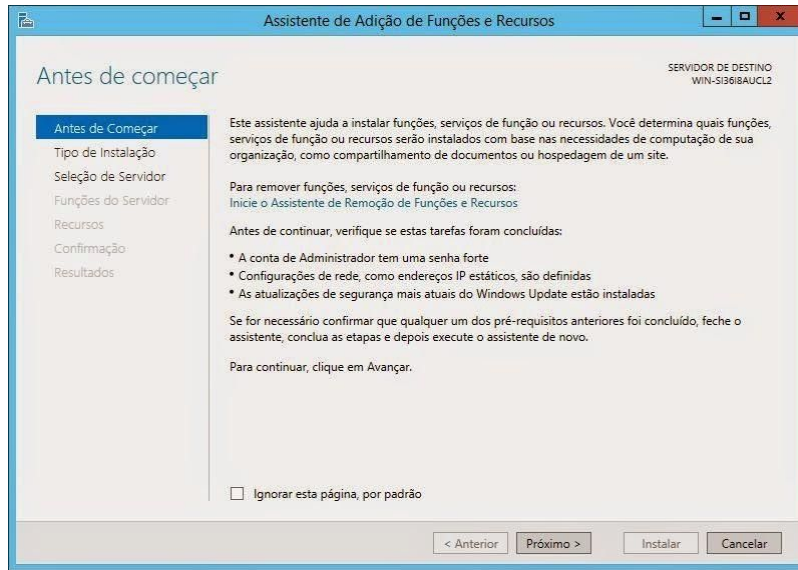 Assistente de Adição de Funções e Recursos
Antes de começar
SERVIDOR DE DESTINO
WIN-SI36I8AUCL2
Antes de Começar
Tipo de Instalação
Seleção de Servidor
Funções do Servidor
Recursos
Confirmação
Resultados
Este assistente ajuda a instalar funções, serviços de função ou recursos. Você determina quais funções,
serviços de função ou recursos serão instalados com base nas necessidades de computação de sua
organização, como compartilhamento de documentos ou hospedagem de um site.
Para remover funções, serviços de função ou recursos:
Inicie o Assistente de Remoção de Funções e Recursos
Antes de continuar, verifique se estas tarefas foram concluídas:
• A conta de Administrador tem uma senha forte
• Configurações de rede, como endereços IP estáticos, são definidas
• As atualizações de segurança mais atuais do Windows Update estão instaladas
Se for necessário confirmar que qualquer um dos pré-requisitos anteriores foi concluído, feche o
assistente, conclua as etapas e depois execute o assistente de novo.
Para continuar, clique em Avançar.
Ignorar esta página, por padrão
< Anterior
Próximo >
Instalar
Cancelar